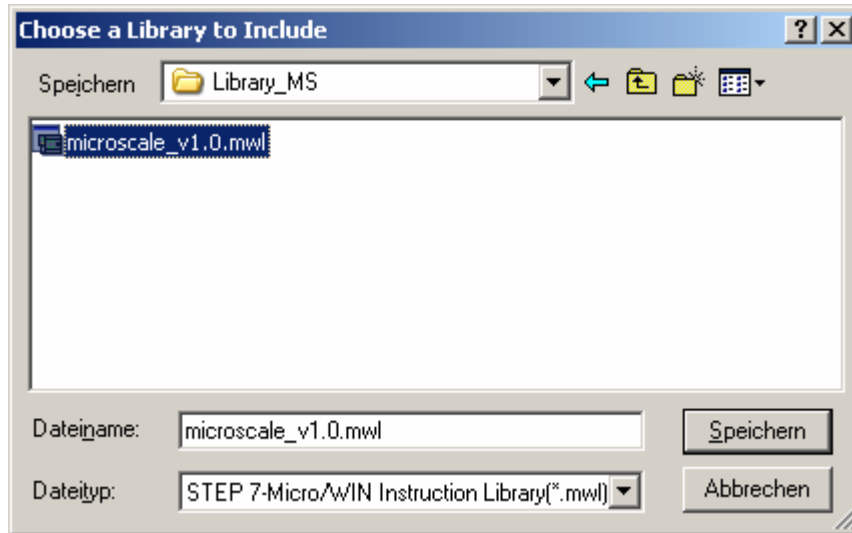 Choose a Library to Include
Speichern Library_MS
microscale_v1.0.mwl
Dateiname: microscale_v1.0.mwl Speichern
Dateityp: STEP 7-Micro/WIN Instruction Library(*.mwl) Abbrechen